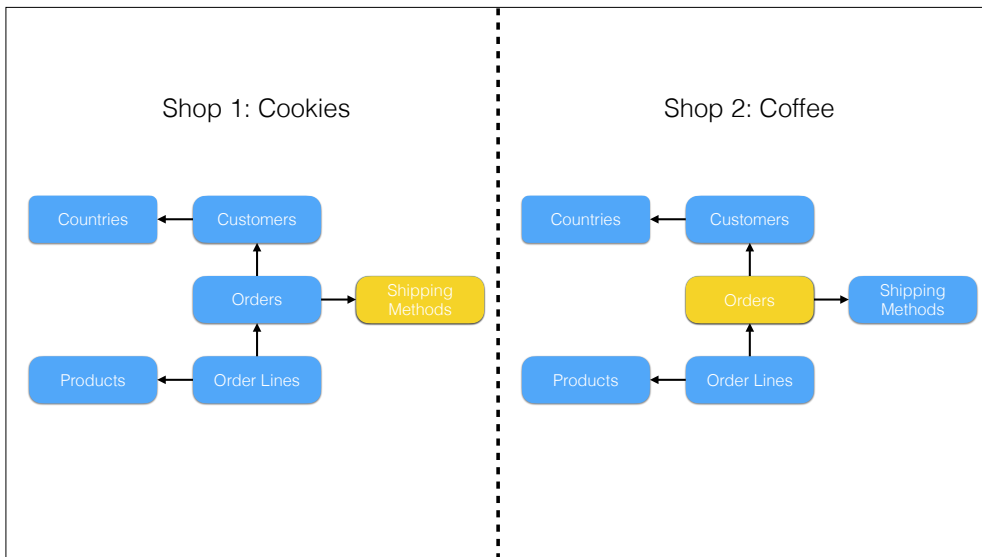 Shop 1: Cookies
Countries
Customers
Orders
Shipping
Methods
Products
Order Lines
Shop 2: Coffee
Countries
Customers
Orders
Shipping
Methods
Products
Order Lines